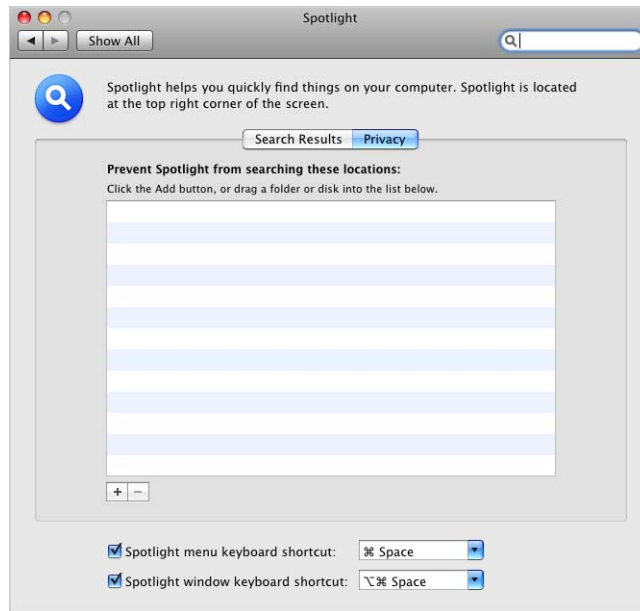 Spotlight
Show All
Spotlight helps you quickly find things on your computer. Spotlight is located
at the top right corner of the screen.
Search Results Privacy
Prevent Spotlight from searching these locations:
Click the Add button, or drag a folder or disk into the list below.
+ −
Spotlight menu keyboard shortcut: ⌘ Space
Spotlight window keyboard shortcut: ⌥⌘ Space